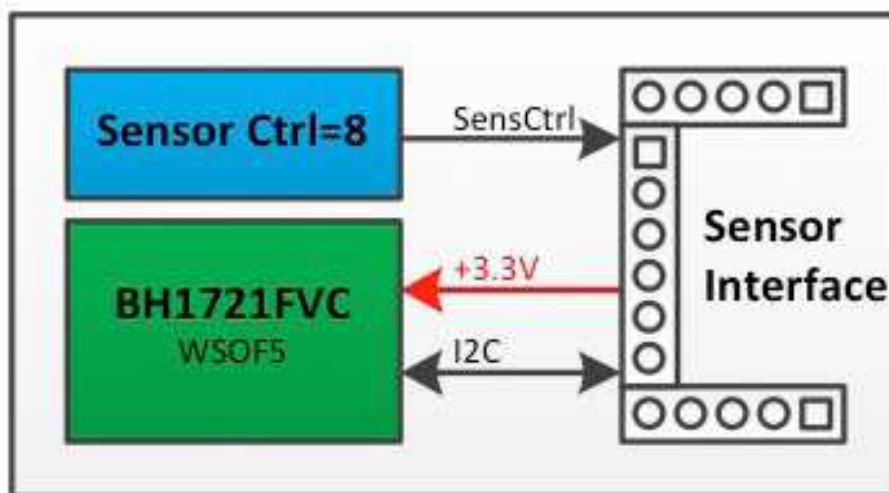 Sensor Ctrl=8
SensCtrl
BH1721FVC
WSOF5
+3.3V
I2C
Sensor
Interface